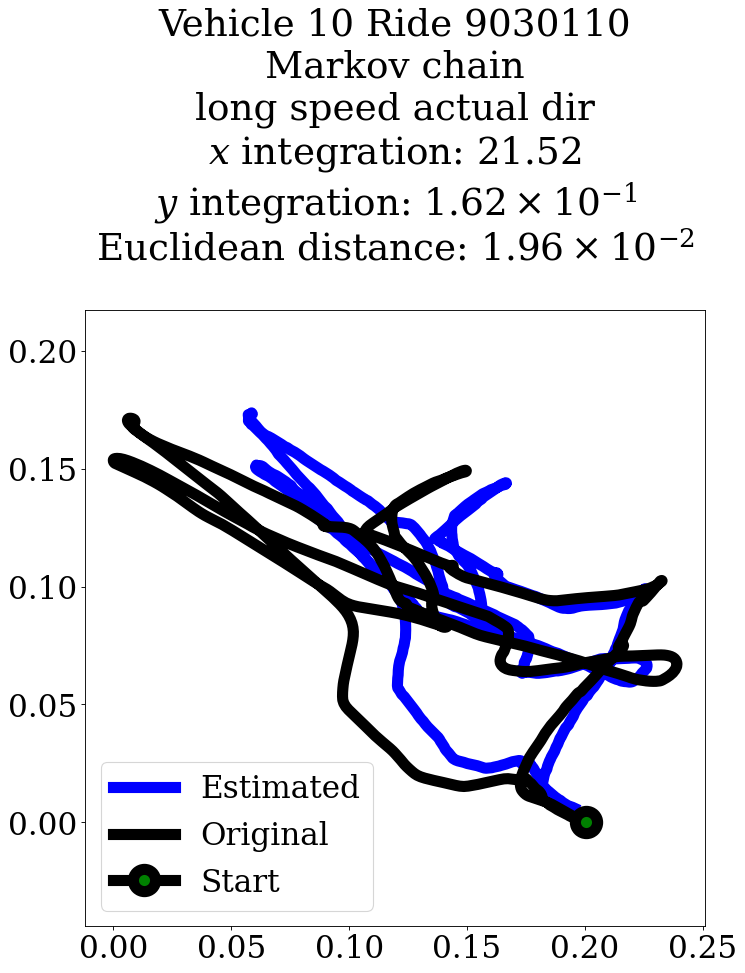 Vehicle 10 Ride 9030110
Markov chain
long speed actual dir
x integration: 21.52
y integration: 1.62 × 10⁻¹
Euclidean distance: 1.96 × 10⁻²
0.20
0.15
0.10
0.05
0.00
Estimated
Original
Start
0.00 0.05 0.10 0.15 0.20 0.25